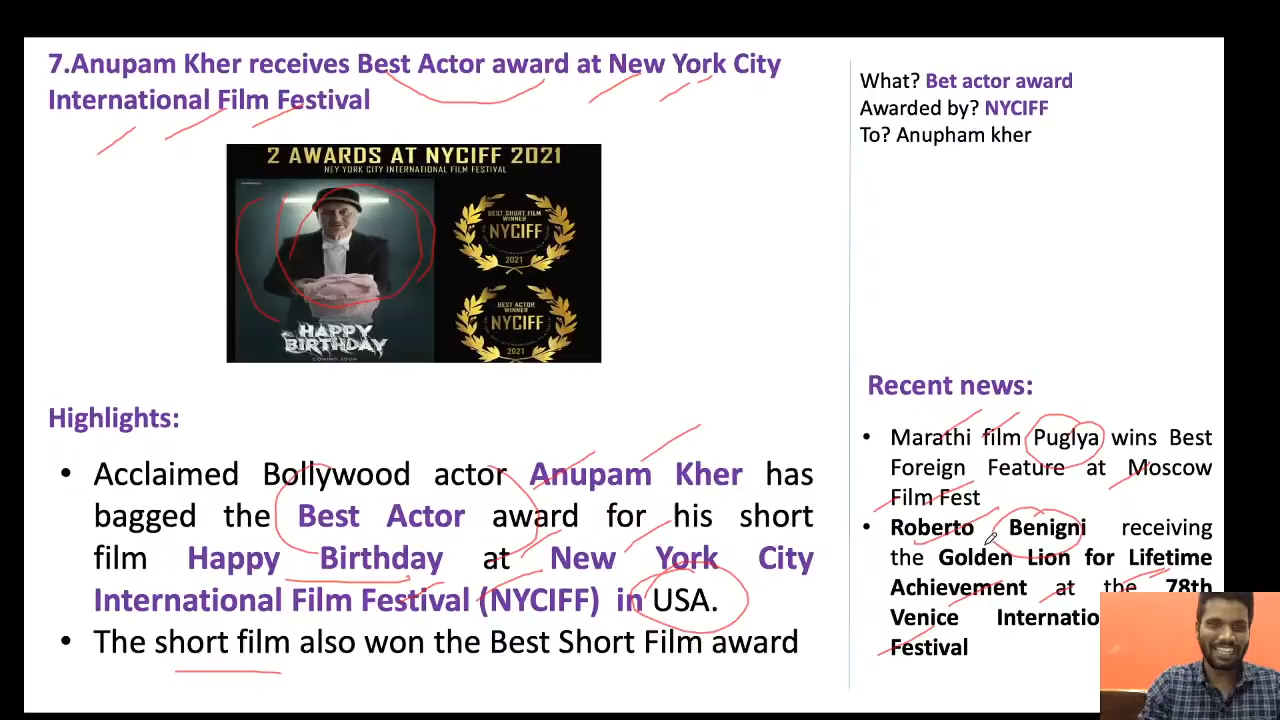 7.Anupam Kher receives Best Actor award at New York City
International Film Festival
2 AWARDS AT NYCIFF 2021
NEW YORK CITY INTERNATIONAL FILM FESTIVAL
BEST SHORT FILM
WINNER
NYCIFF
2021
BEST ACTOR
WINNER
NYCIFF
2021
HAPPY
BIRTHDAY
COMING SOON
Highlights:
• Acclaimed Bollywood actor Anupam Kher has
bagged the Best Actor award for his short
film Happy Birthday at New York City
International Film Festival (NYCIFF) in USA.
• The short film also won the Best Short Film award
What? Bet actor award
Awarded by? NYCIFF
To? Anupham kher
Recent news:
• Marathi film Puglya wins Best
Foreign Feature at Moscow
Film Fest
• Roberto Benigni receiving
the Golden Lion for Lifetime
Achievement at the 78th
Venice Internatio
Festival